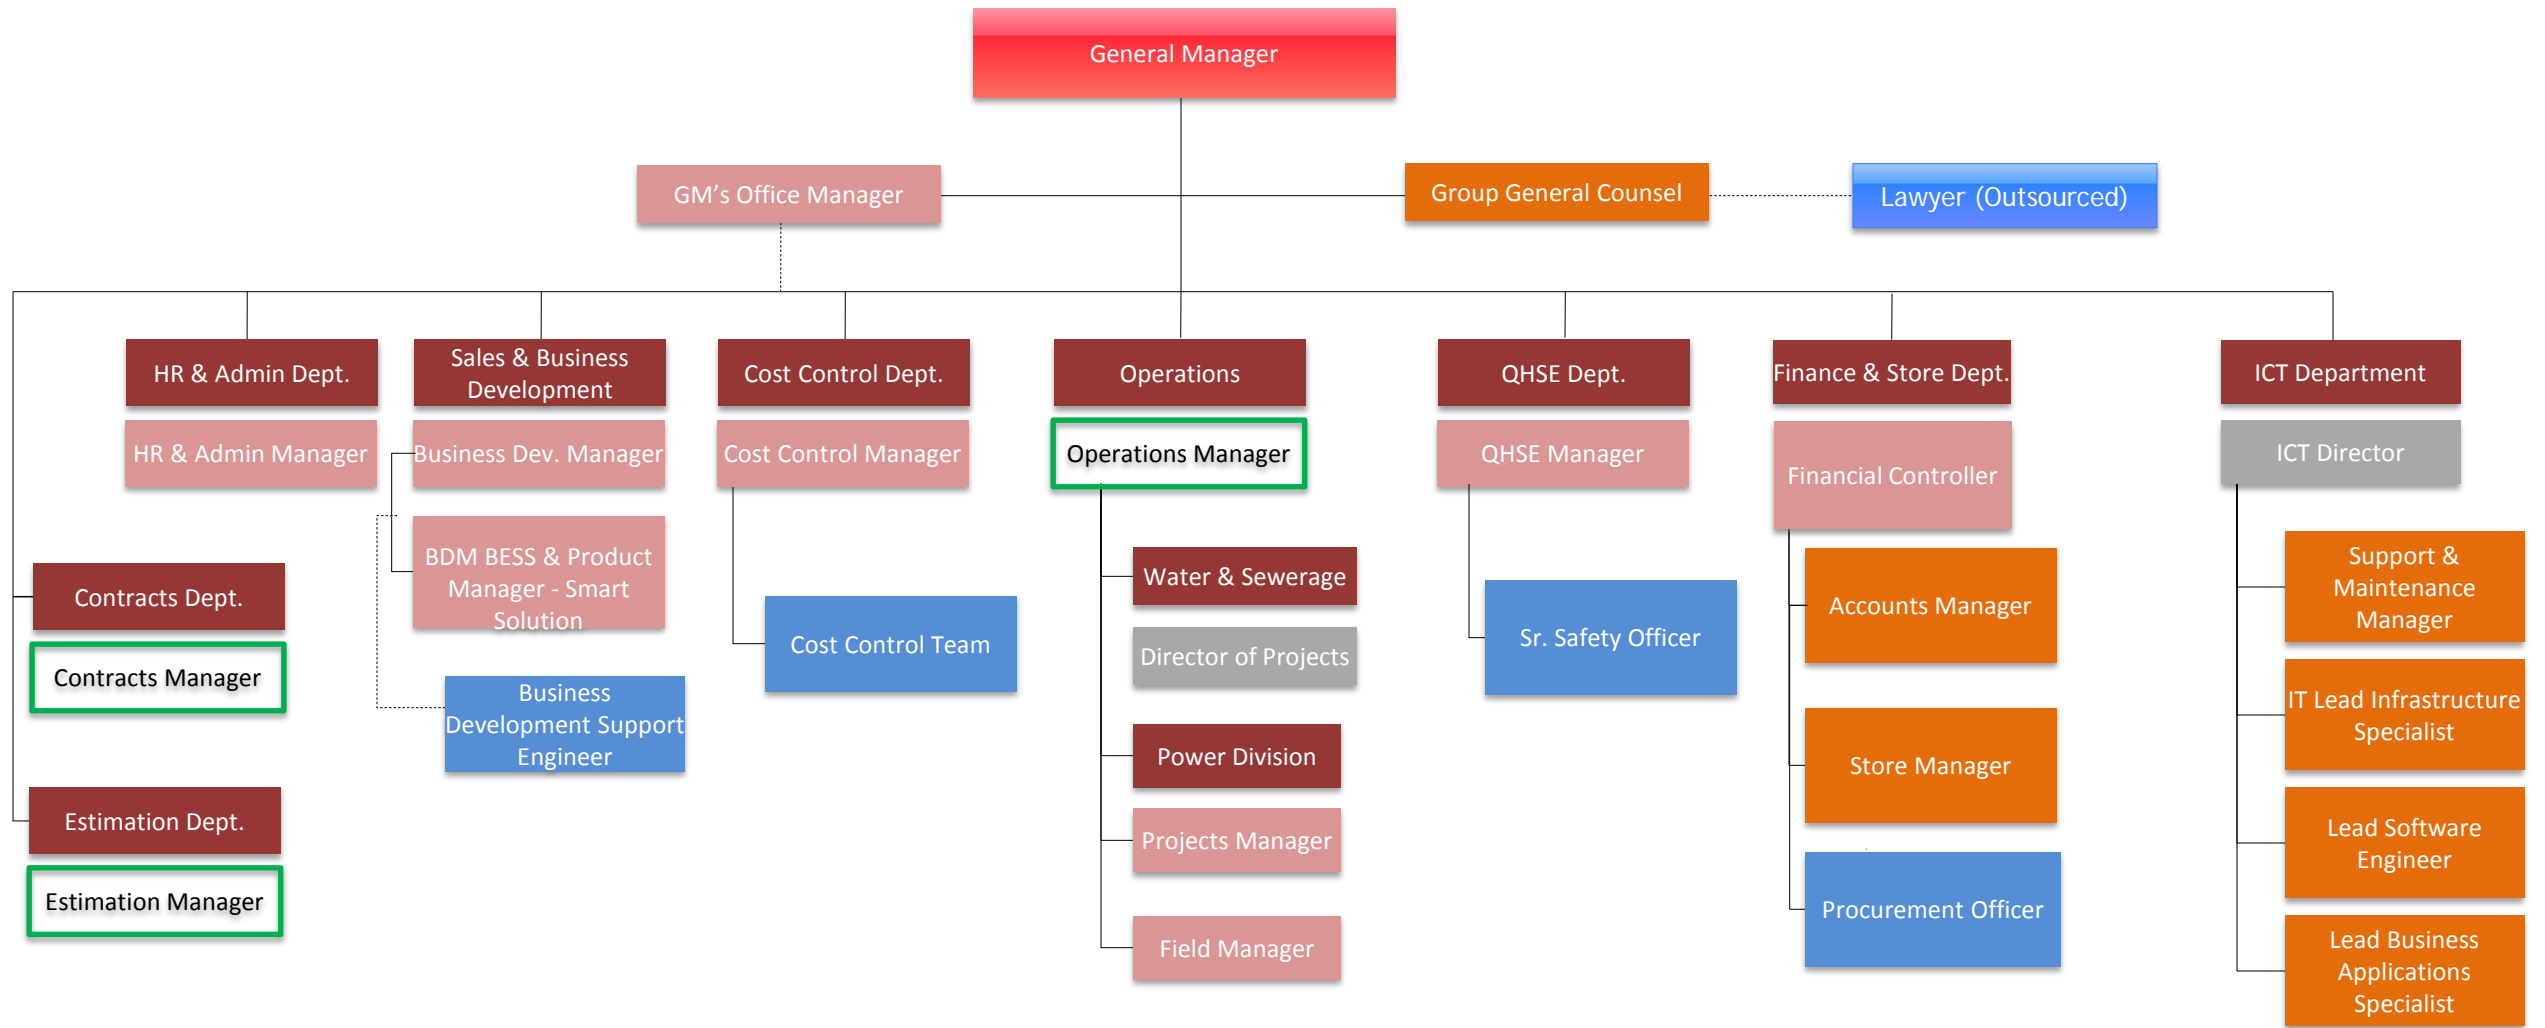 General Manager
GM's Office Manager
Group General Counsel
Lawyer (Outsourced)
HR & Admin Dept.
HR & Admin Manager
Sales & Business
Development
Business Dev. Manager
BDM BESS & Product
Manager - Smart
Solution
Business
Development Support
Engineer
Cost Control Dept.
Cost Control Manager
Cost Control Team
Operations
Operations Manager
Water & Sewerage
Director of Projects
Power Division
Projects Manager
Field Manager
QHSE Dept.
QHSE Manager
Sr. Safety Officer
Finance & Store Dept.
Financial Controller
Accounts Manager
Store Manager
Procurement Officer
ICT Department
ICT Director
Support &
Maintenance
Manager
IT Lead Infrastructure
Specialist
Lead Software
Engineer
Lead Business
Applications
Specialist
Contracts Dept.
Contracts Manager
Estimation Dept.
Estimation Manager